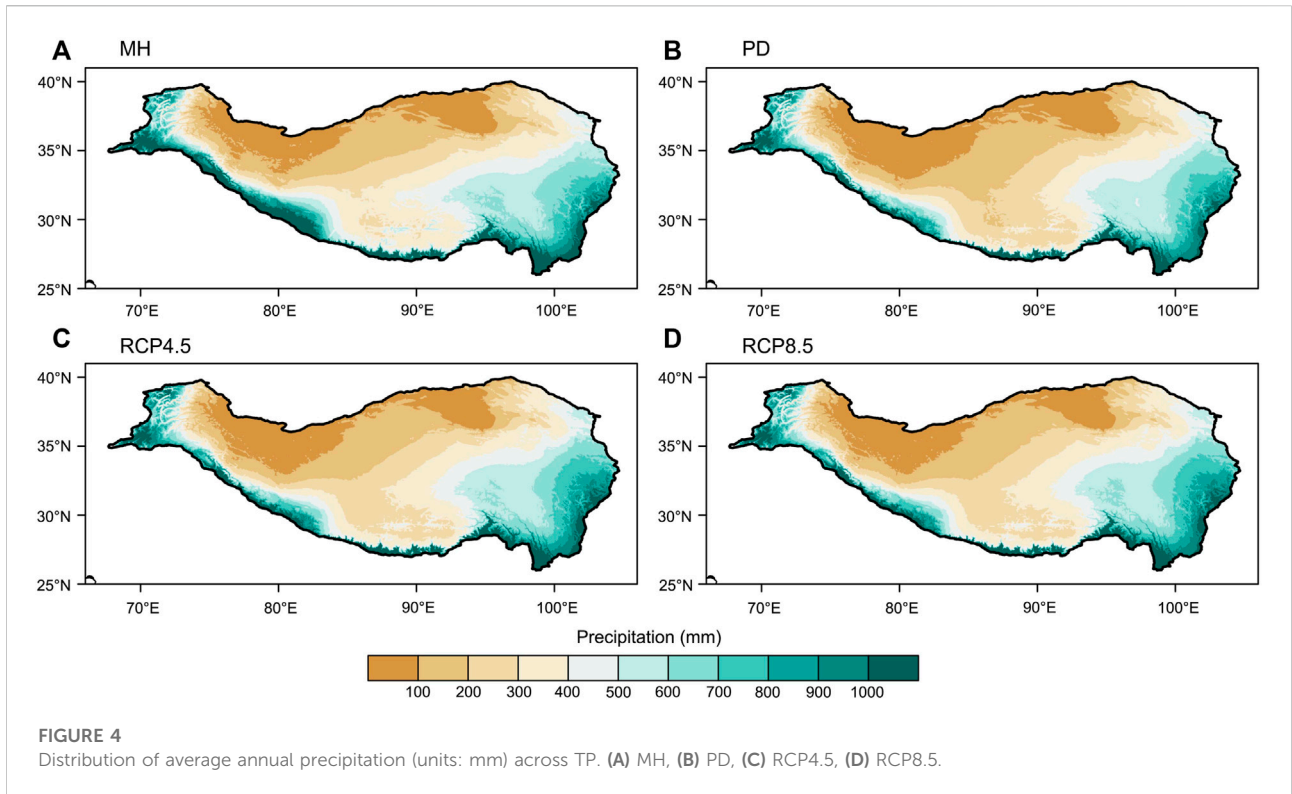 A MH
B PD
40°N
35°N
30°N
25°N
70°E 80°E 90°E 100°E
40°N
35°N
30°N
25°N
70°E 80°E 90°E 100°E
C RCP4.5
D RCP8.5
40°N
35°N
30°N
25°N
70°E 80°E 90°E 100°E
40°N
35°N
30°N
25°N
70°E 80°E 90°E 100°E
Precipitation (mm)
100 200 300 400 500 600 700 800 900 1000
FIGURE 4
Distribution of average annual precipitation (units: mm) across TP. (A) MH, (B) PD, (C) RCP4.5, (D) RCP8.5.